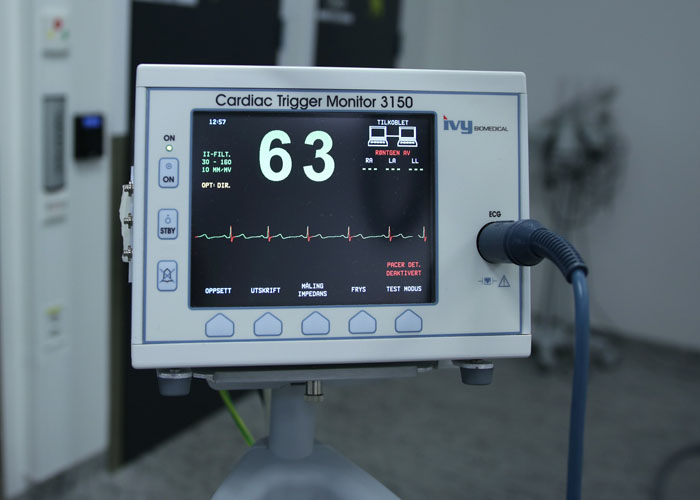 Cardiac Trigger Monitor 3150
ivy BIOMEDICAL
12:57
63
TILKOBLET
II-FILT.
30 - 160
10 MM/MV
RØNTGEN AV
RA LA LL
--- --- ---
OPT: DIR.
ON
ON
STBY
ECG
PACER DET.
DEAKTIVERT
OPPSETT UTSKRIFT MÅLING IMPEDANS FRYS TEST MODUS